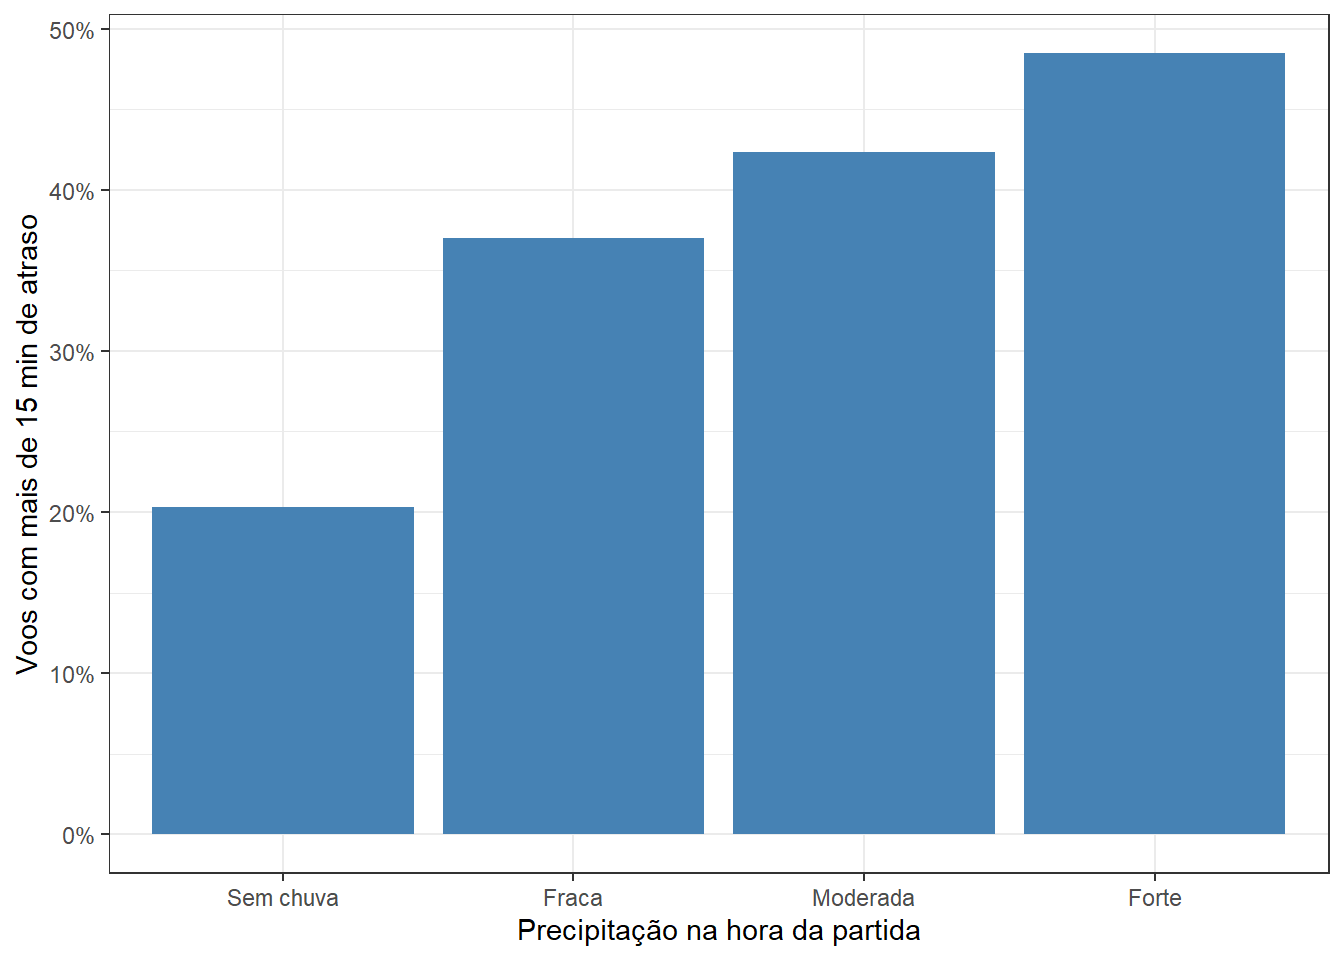 Voos com mais de 15 min de atraso
50%
40%
30%
20%
10%
0%
Sem chuva
Fraca
Moderada
Forte
Precipitação na hora da partida